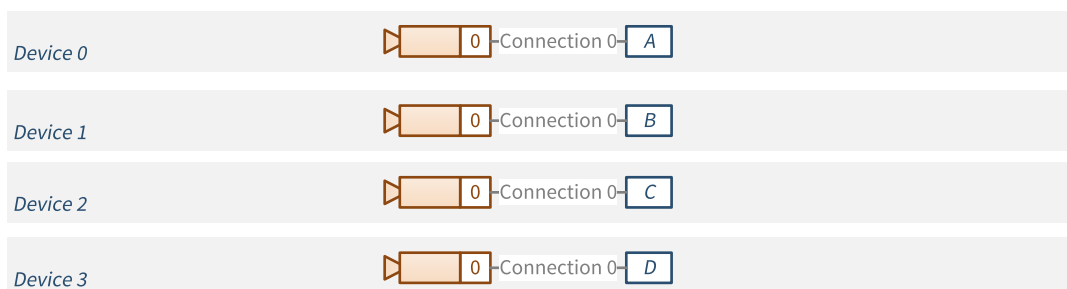 Device 0 0 Connection 0 A
Device 1 0 Connection 0 B
Device 2 0 Connection 0 C
Device 3 0 Connection 0 D